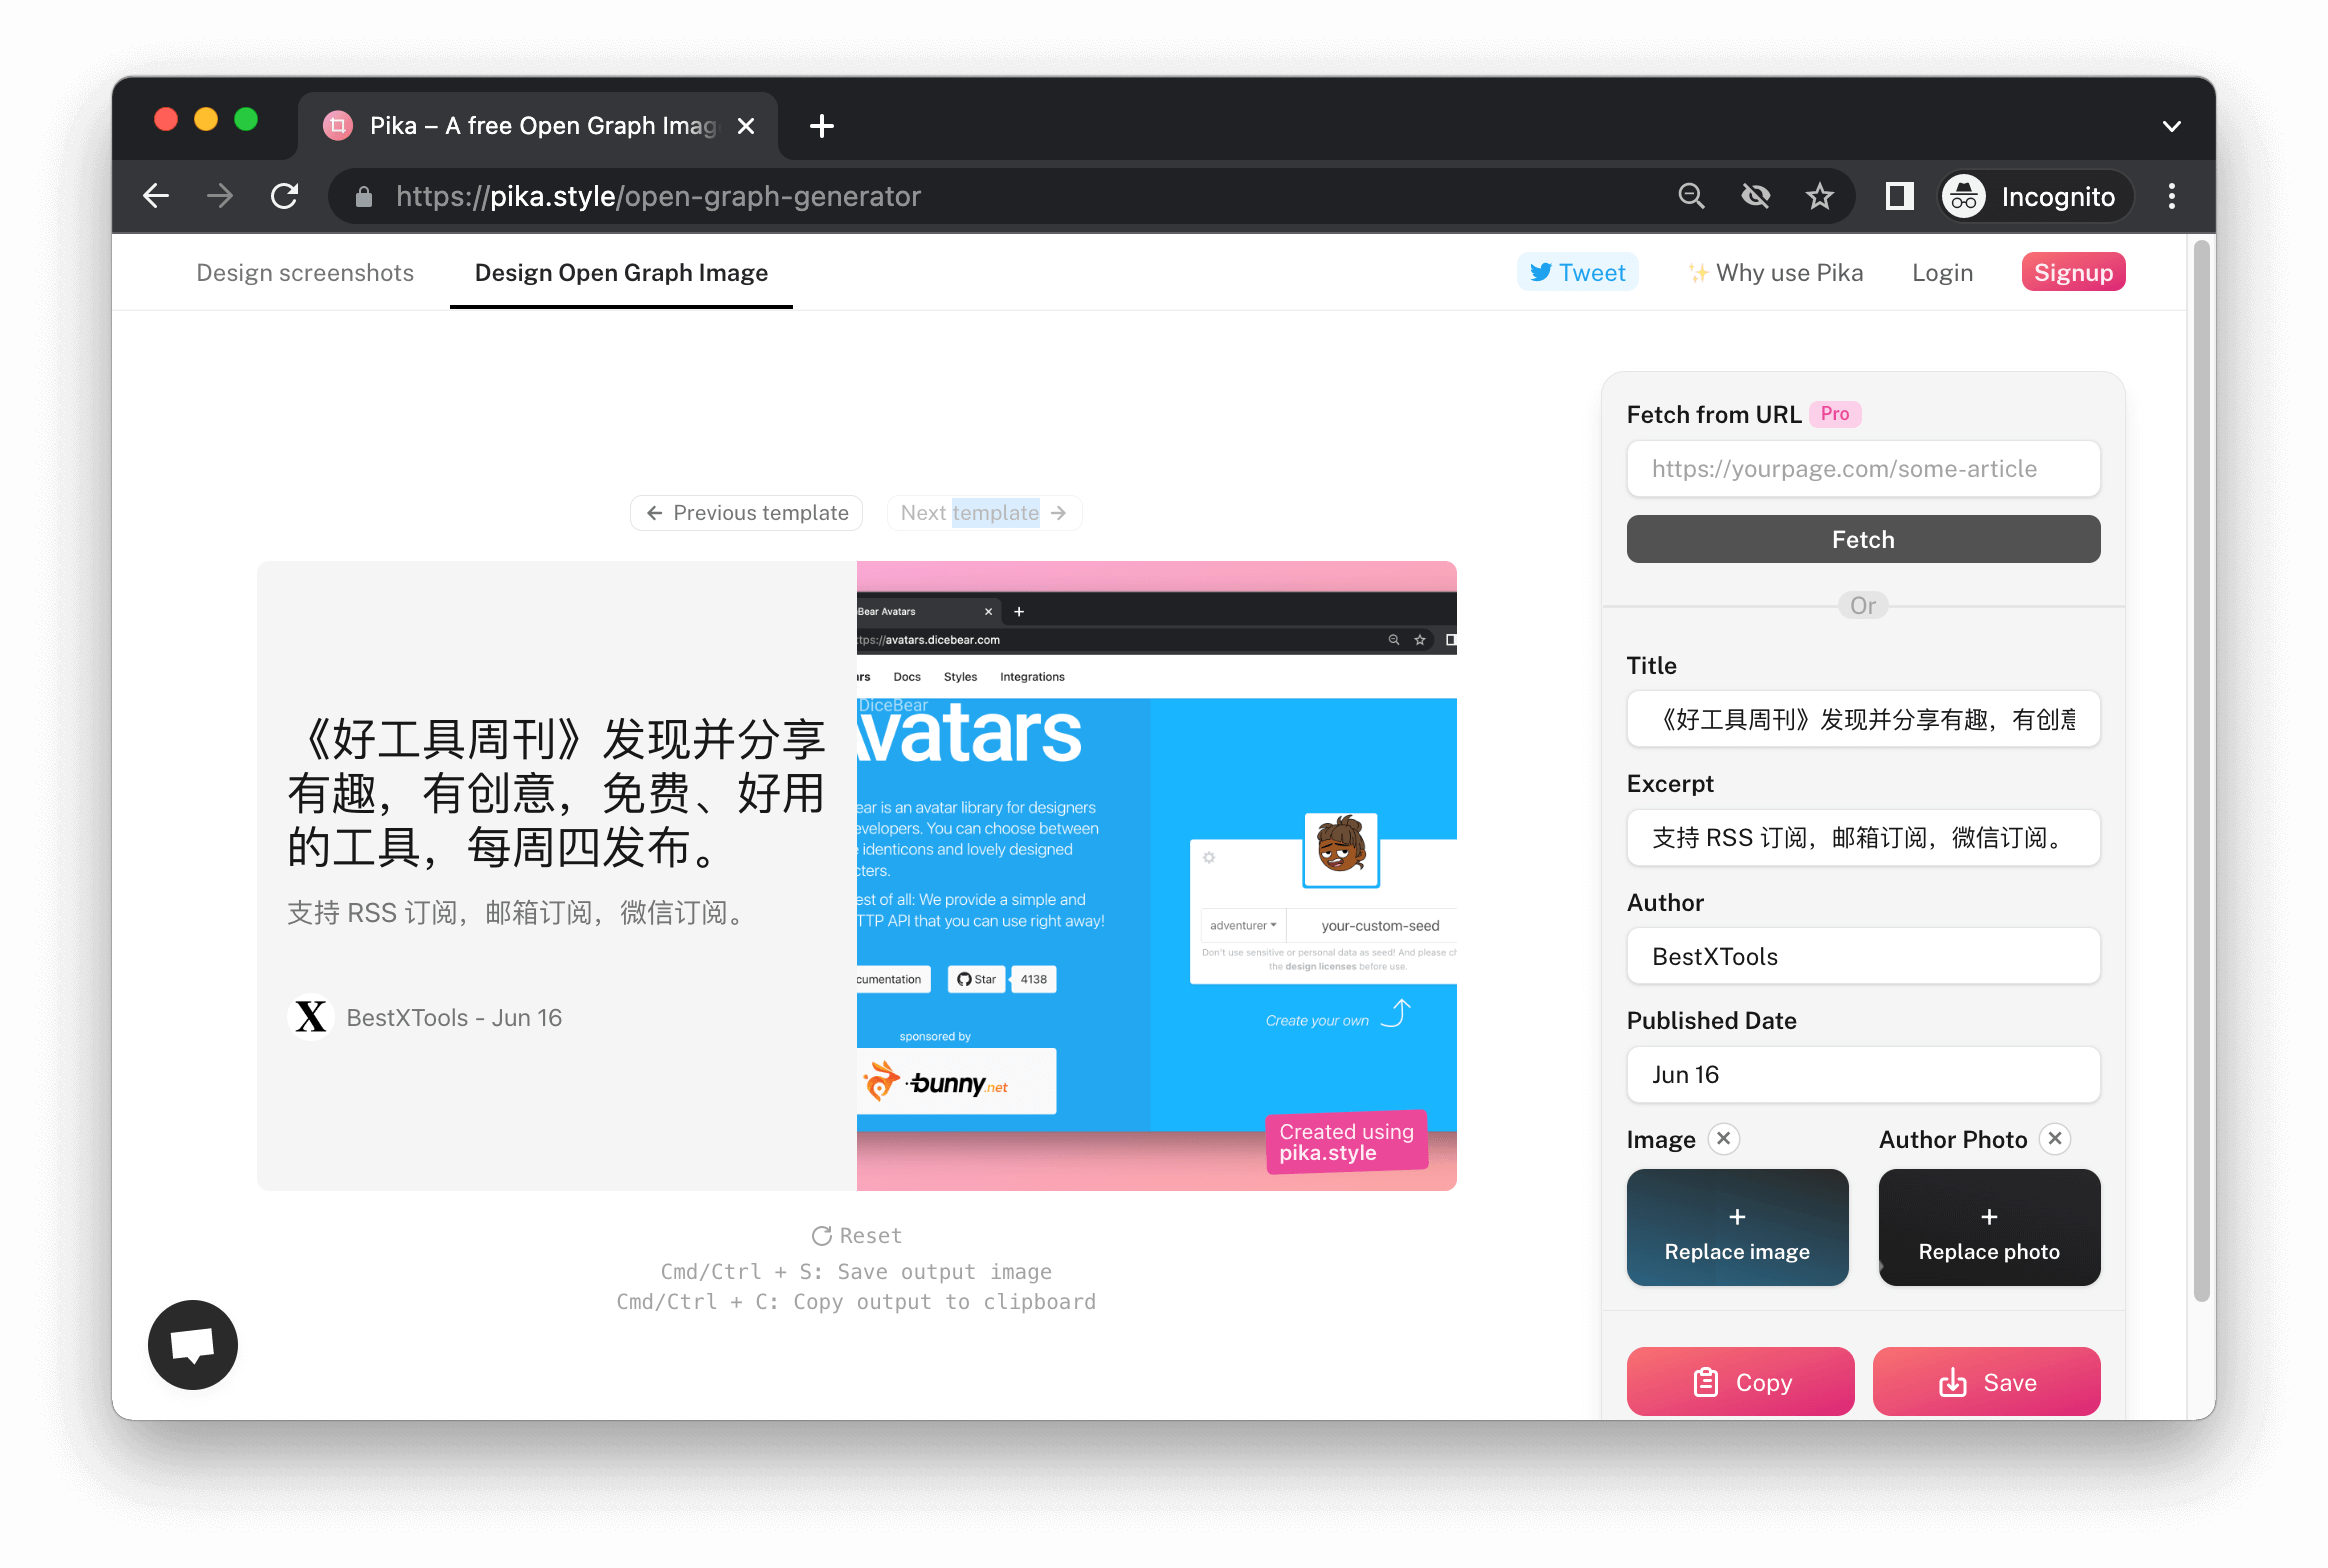 Pika – A free Open Graph Imag
https://pika.style/open-graph-generator
Incognito
Design screenshots
Design Open Graph Image
Tweet
✨ Why use Pika
Login
Signup
← Previous template
Next template →
《好工具周刊》发现并分享
有趣，有创意，免费、好用
的工具，每周四发布。
支持 RSS 订阅，邮箱订阅，微信订阅。
X
BestXTools - Jun 16
Bear Avatars
ttps://avatars.dicebear.com
Docs
Styles
Integrations
DiceBear
Avatars
ear is an avatar library for designers
evelopers. You can choose between
e identicons and lovely designed
cters.
est of all: We provide a simple and
TTP API that you can use right away!
cumentation
Star
4138
sponsored by
bunny.net
adventurer
your-custom-seed
Don't use sensitive or personal data as seed! And please ch
the design licenses before use.
Create your own
Created using
pika.style
Reset
Cmd/Ctrl + S: Save output image
Cmd/Ctrl + C: Copy output to clipboard
Fetch from URL
Pro
https://yourpage.com/some-article
Fetch
Or
Title
《好工具周刊》发现并分享有趣，有创意
Excerpt
支持 RSS 订阅，邮箱订阅，微信订阅。
Author
BestXTools
Published Date
Jun 16
Image
Author Photo
+
Replace image
+
Replace photo
Copy
Save